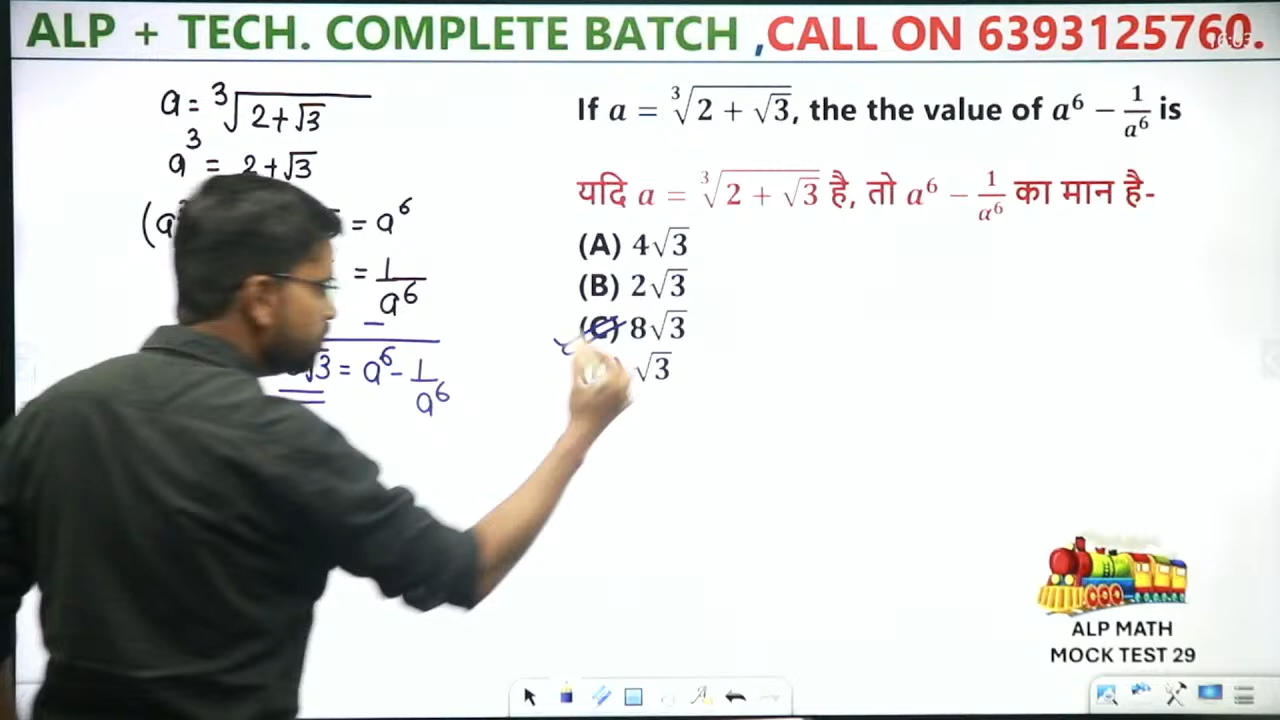 ALP + TECH. COMPLETE BATCH ,CALL ON 6393125760.
a = ∛(2+√3)
a³ = 2+√3
(a = a⁶
= 1/a⁶
√3 = a⁶ - 1/a⁶
If a = ∛(2 + √3), the the value of a⁶ − 1/a⁶ is
यदि a = ∛(2 + √3) है, तो a⁶ − 1/a⁶ का मान है-
(A) 4√3
(B) 2√3
(C) 8√3
√3
ALP MATH
MOCK TEST 29